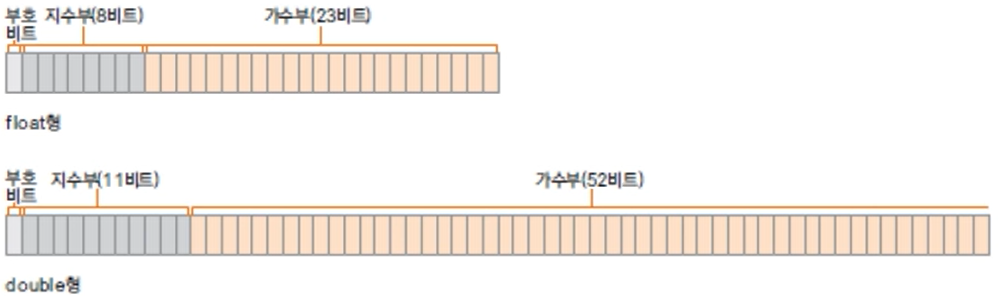 부호 지수부(8비트) 가수부(23비트)
비트
float형
부호 지수부(11비트) 가수부(52비트)
비트
double형